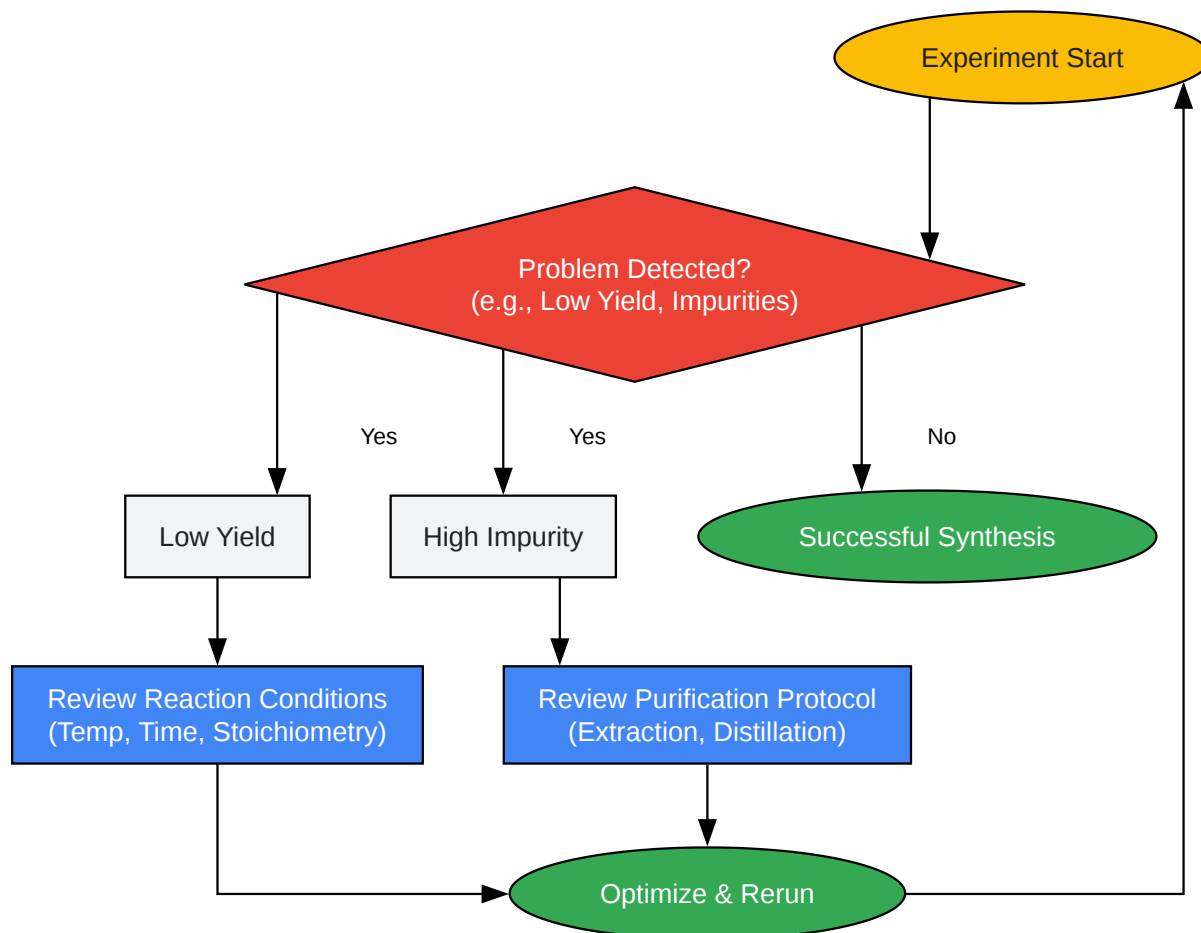 Experiment Start
Problem Detected?
(e.g., Low Yield, Impurities)
Yes
Yes
No
Low Yield
High Impurity
Successful Synthesis
Review Reaction Conditions
(Temp, Time, Stoichiometry)
Review Purification Protocol
(Extraction, Distillation)
Optimize & Rerun